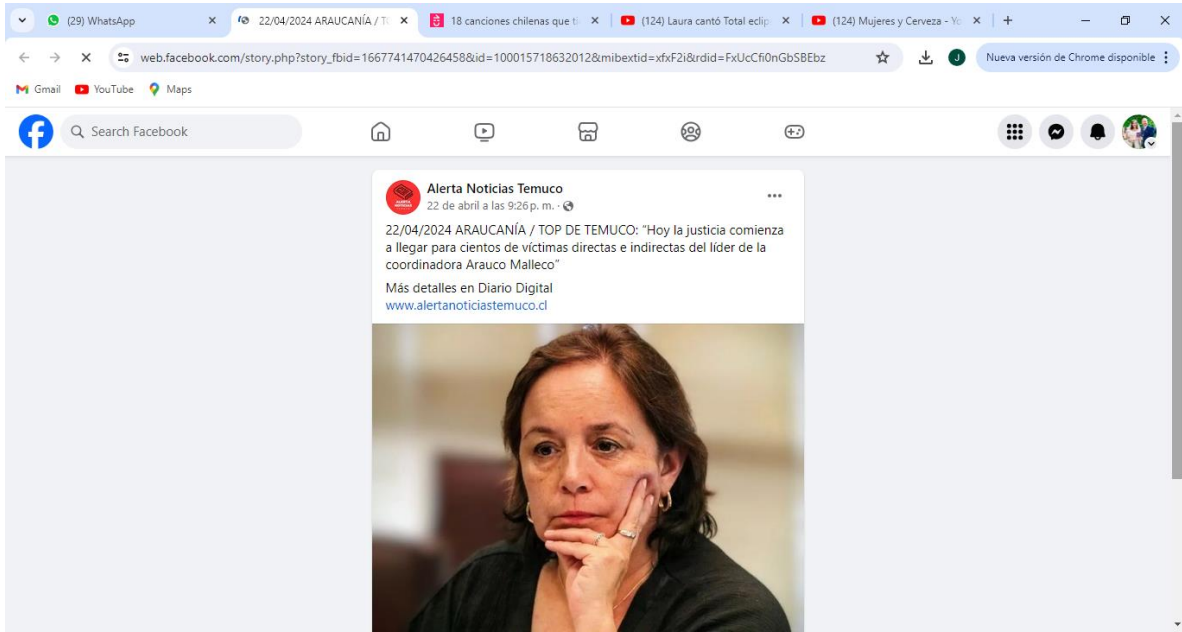 (29) WhatsApp
22/04/2024 ARAUCANÍA / T
18 canciones chilenas que ti
(124) Laura cantó Total eclip
(124) Mujeres y Cerveza - Yo
web.facebook.com/story.php?story_fbid=1667741470426458&id=100015718632012&mibextid=xfxF2i&rdid=FxUcCfi0nGbSBEbz
J
Nueva versión de Chrome disponible
Gmail
YouTube
Maps
Search Facebook
Alerta Noticias Temuco
22 de abril a las 9:26 p. m. ·
22/04/2024 ARAUCANÍA / TOP DE TEMUCO: "Hoy la justicia comienza
a llegar para cientos de víctimas directas e indirectas del líder de la
coordinadora Arauco Malleco"
Más detalles en Diario Digital
www.alertanoticiastemuco.cl